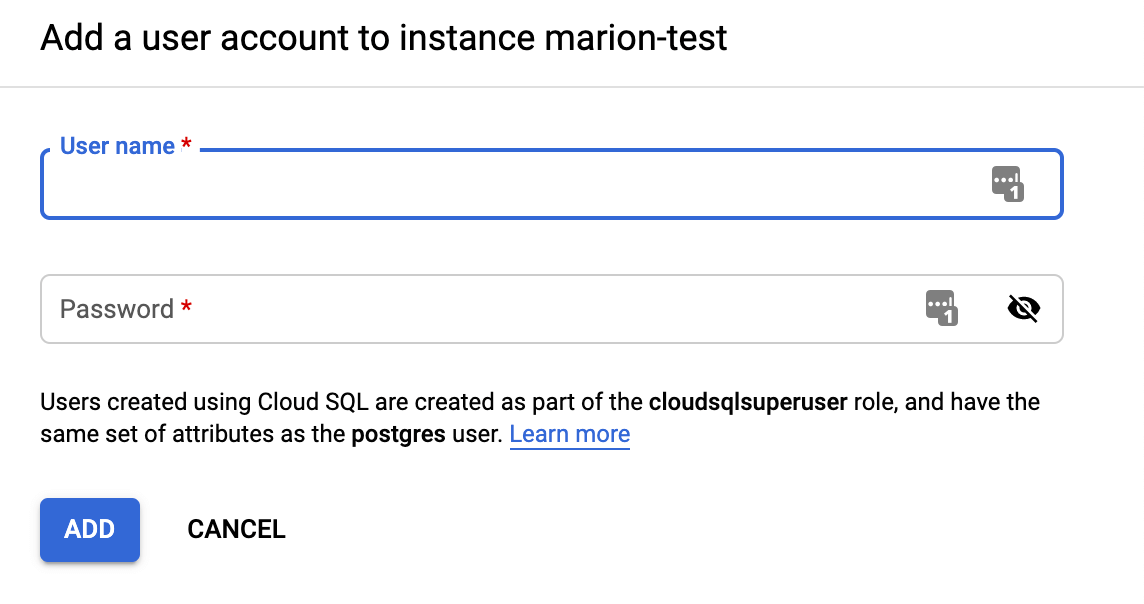 Add a user account to instance marion-test
User name *
1
Password *
1
Users created using Cloud SQL are created as part of the cloudsqlsuperuser role, and have the
same set of attributes as the postgres user. Learn more
ADD CANCEL